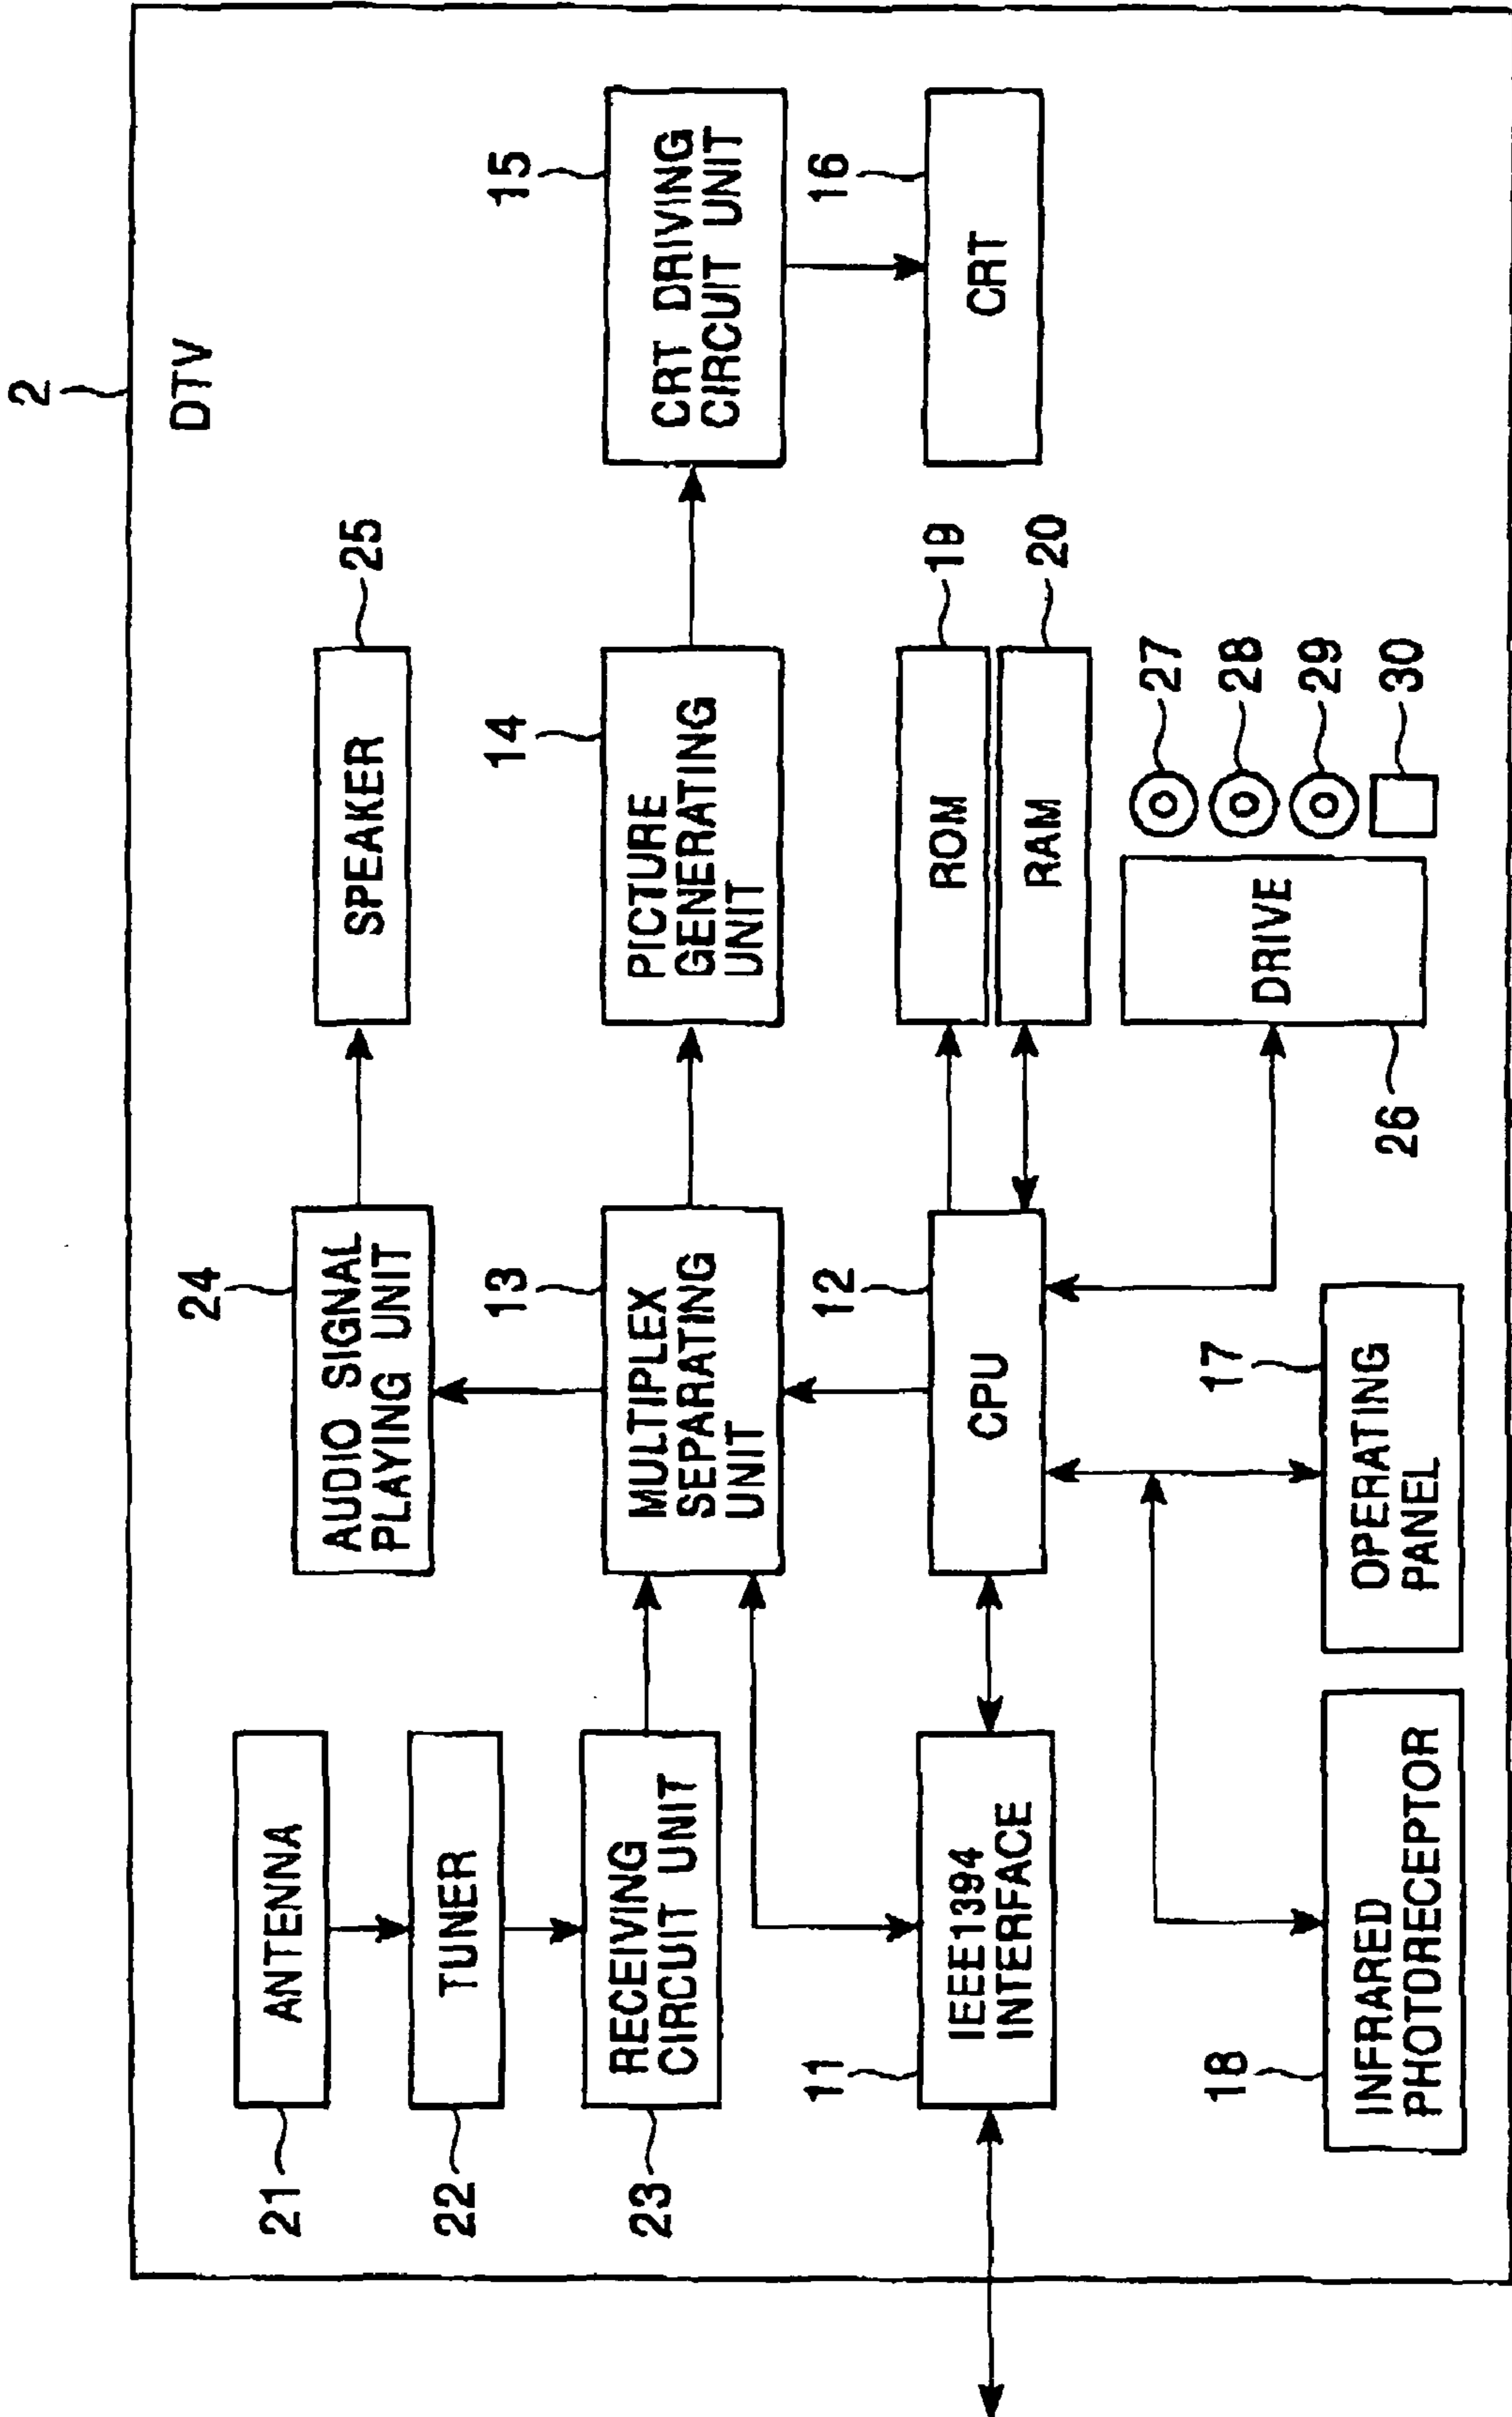 2
DTV
21
ANTENNA
22
TUNER
23
RECEIVING
CIRCUIT UNIT
24
AUDIO SIGNAL
PLAYING UNIT
25
SPEAKER
13
MULTIPLEX
SEPARATING
UNIT
14
PICTURE
GENERATING
UNIT
15
CRT DRIVING
CIRCUIT UNIT
16
CRT
11
IEEE1394
INTERFACE
12
CPU
ROM
19
RAM
20
18
INFRARED
PHOTORECEPTOR
17
OPERATING
PANEL
26
DRIVE
27
28
29
30